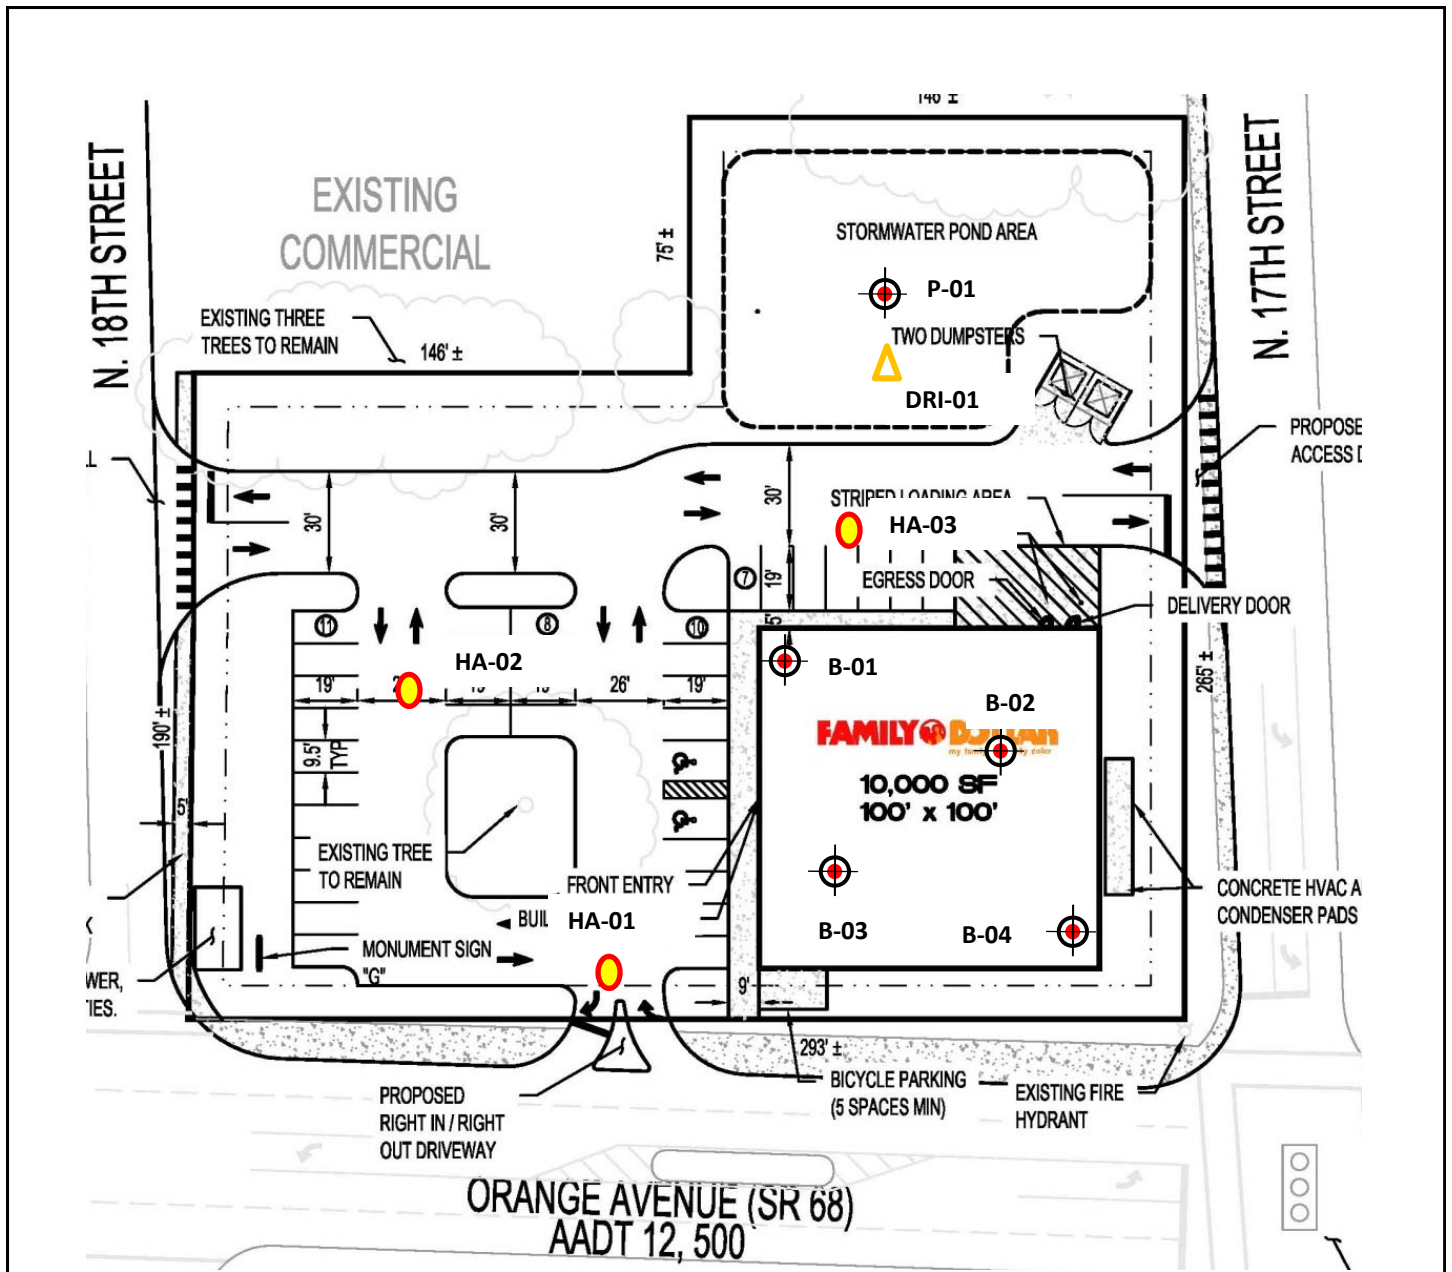 146' ±
N. 18TH STREET
EXISTING
COMMERCIAL
75' ±
STORMWATER POND AREA
P-01
N. 17TH STREET
EXISTING THREE
TREES TO REMAIN
146' ±
TWO DUMPSTERS
DRI-01
PROPOSE
ACCESS
30'
30'
30'
STRIPED LOADING AREA
HA-03
7
19'
EGRESS DOOR
DELIVERY DOOR
5'
11
8
10
HA-02
B-01
19'
26'
19'
265' ±
B-02
190' ±
9.5'
TYP
FAMILY DOLLAR
10,000 SF
100' x 100'
5'
EXISTING TREE
TO REMAIN
FRONT ENTRY
CONCRETE HVAC A
CONDENSER PADS
HA-01
B-03
B-04
MONUMENT SIGN
"G"
WER,
TIES.
9'
293' ±
BICYCLE PARKING
(5 SPACES MIN)
EXISTING FIRE
HYDRANT
PROPOSED
RIGHT IN / RIGHT
OUT DRIVEWAY
ORANGE AVENUE (SR 68)
AADT 12, 500